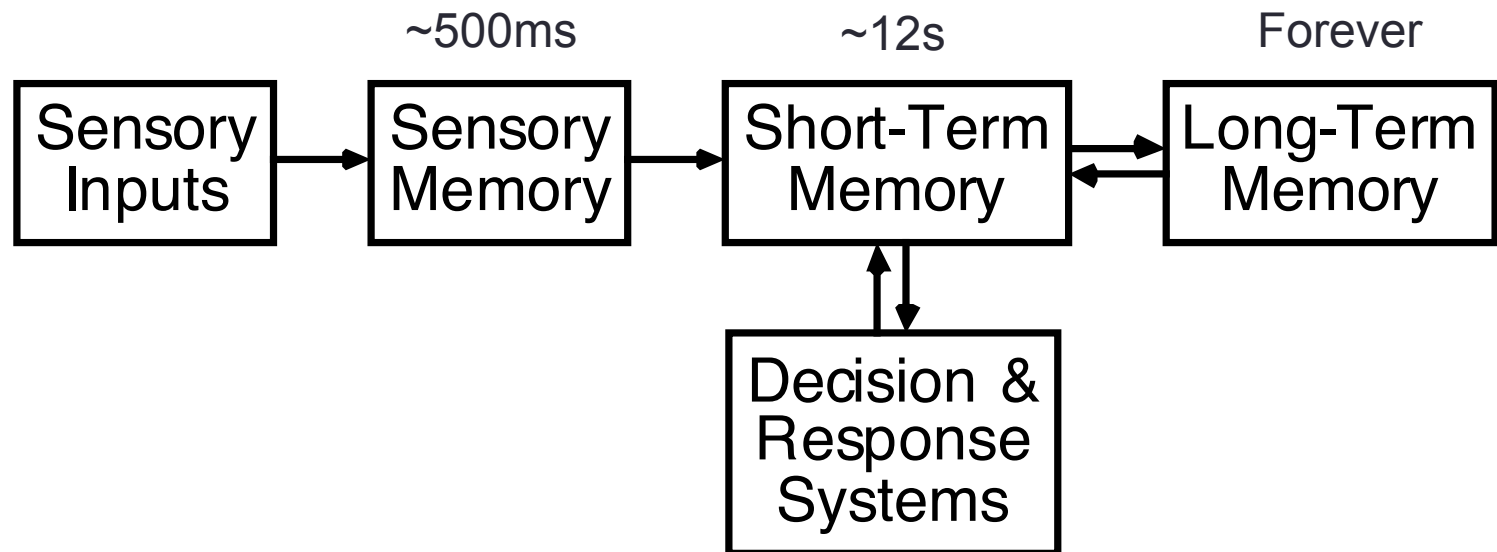 ~500ms
~12s
Forever
Sensory
Inputs
Sensory
Memory
Short-Term
Memory
Long-Term
Memory
Decision &
Response
Systems